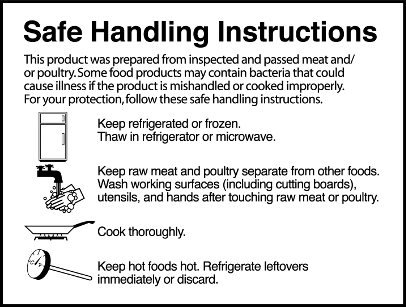 Safe Handling Instructions
This product was prepared from inspected and passed meat and/
or poultry. Some food products may contain bacteria that could
cause illness if the product is mishandled or cooked improperly.
For your protection, follow these safe handling instructions.
Keep refrigerated or frozen.
Thaw in refrigerator or microwave.
Keep raw meat and poultry separate from other foods.
Wash working surfaces (including cutting boards),
utensils, and hands after touching raw meat or poultry.
Cook thoroughly.
Keep hot foods hot. Refrigerate leftovers
immediately or discard.